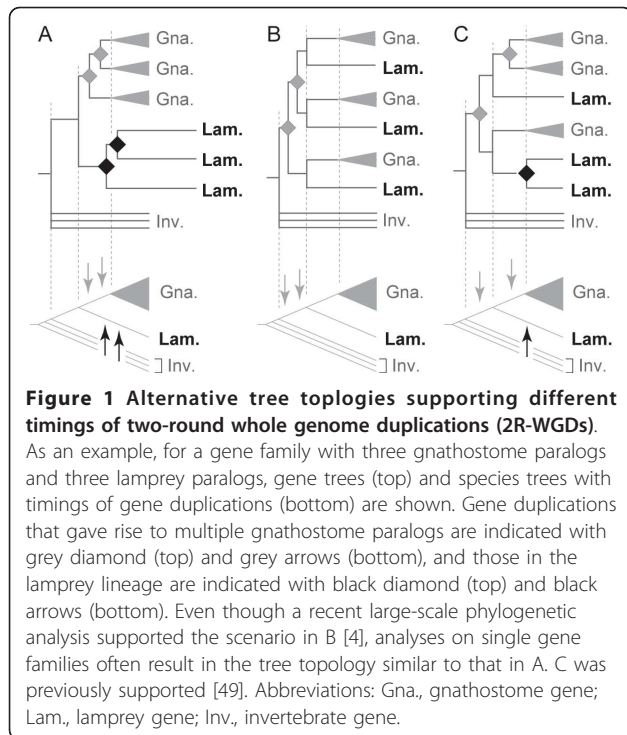 A
B
C
Gna.
Gna.
Gna.
Lam.
Lam.
Lam.
Inv.
Gna.
Lam.
Gna.
Lam.
Gna.
Lam.
Inv.
Gna.
Gna.
Lam.
Gna.
Lam.
Lam.
Inv.
Gna.
Lam.
Inv.
Gna.
Lam.
Inv.
Gna.
Lam.
Inv.
Figure 1 Alternative tree toplogies supporting different
timings of two-round whole genome duplications (2R-WGDs).
As an example, for a gene family with three gnathostome paralogs
and three lamprey paralogs, gene trees (top) and species trees with
timings of gene duplications (bottom) are shown. Gene duplications
that gave rise to multiple gnathostome paralogs are indicated with
grey diamond (top) and grey arrows (bottom), and those in the
lamprey lineage are indicated with black diamond (top) and black
arrows (bottom). Even though a recent large-scale phylogenetic
analysis supported the scenario in B [4], analyses on single gene
families often result in the tree topology similar to that in A. C was
previously supported [49]. Abbreviations: Gna., gnathostome gene;
Lam., lamprey gene; Inv., invertebrate gene.